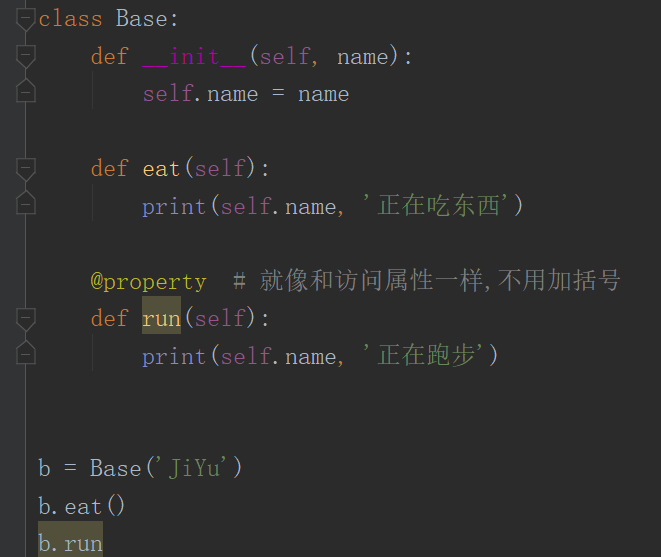 class Base:
    def __init__(self, name):
        self.name = name
    def eat(self):
        print(self.name, '正在吃东西')
    @property  # 就像和访问属性一样,不用加括号
    def run(self):
        print(self.name, '正在跑步')
b = Base('JiYu')
b.eat()
b.run